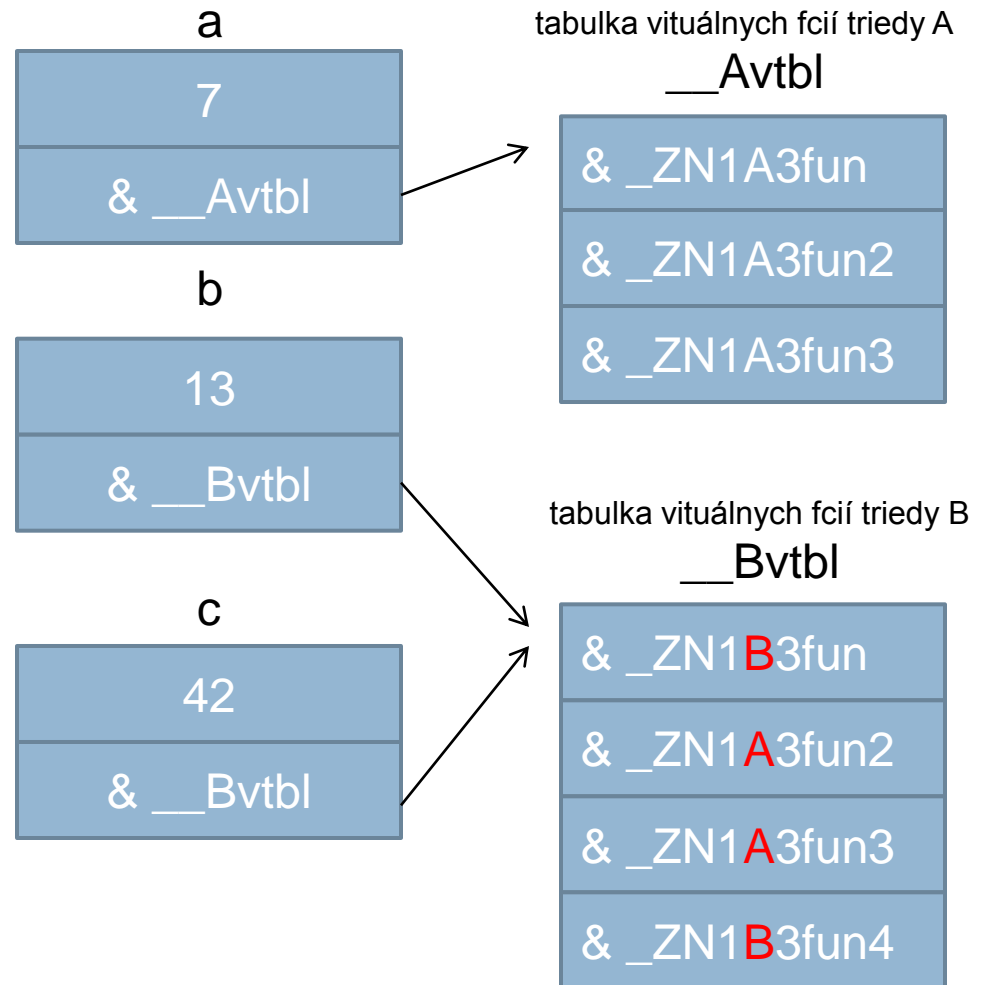 a
7
& __Avtbl
b
13
& __Bvtbl
c
42
& __Bvtbl
tabulka vituálnych fcií triedy A
__Avtbl
& _ZN1A3fun
& _ZN1A3fun2
& _ZN1A3fun3
tabulka vituálnych fcií triedy B
__Bvtbl
& _ZN1B3fun
& _ZN1A3fun2
& _ZN1A3fun3
& _ZN1B3fun4